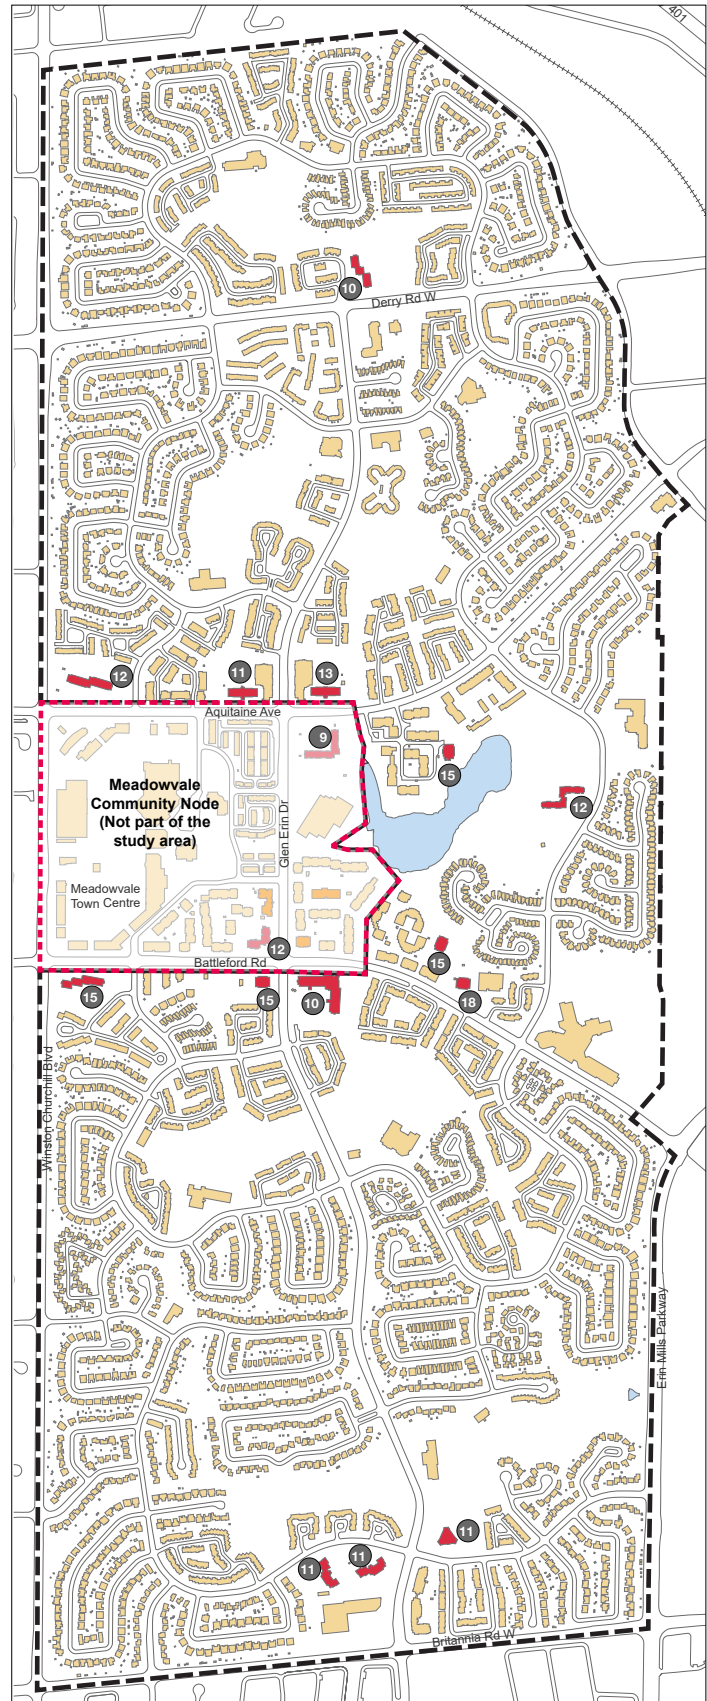 401
10
Derry Rd W
12
11
13
Aquitaine Ave
9
15
Meadowvale
Community Node
(Not part of the
study area)
12
Glen Erin Dr
Meadowvale
Town Centre
12
15
Battleford Rd
15
15
10
18
Winston Churchill Blvd
Erin Mills Parkway
11
11
11
Britannia Rd W